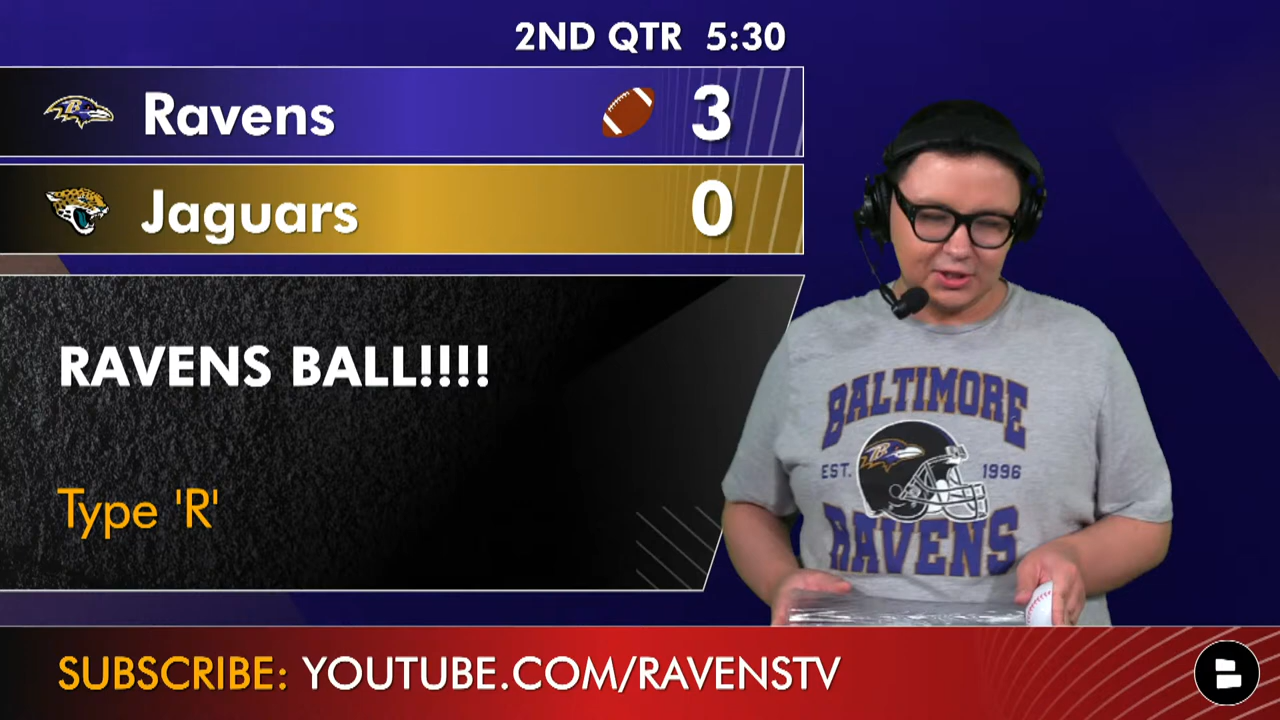 2ND QTR 5:30
Ravens 3
Jaguars 0
RAVENS BALL!!!!
Type 'R'
BALTIMORE
EST. 1996
RAVENS
SUBSCRIBE: YOUTUBE.COM/RAVENSTV